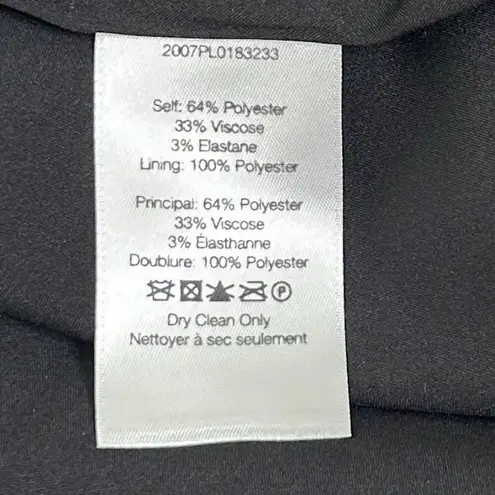 2007PL0183233
Self: 64% Polyester
33% Viscose
3% Elastane
Lining: 100% Polyester
Principal: 64% Polyester
33% Viscose
3% Élasthanne
Doublure: 100% Polyester
P
Dry Clean Only
Nettoyer à sec seulement